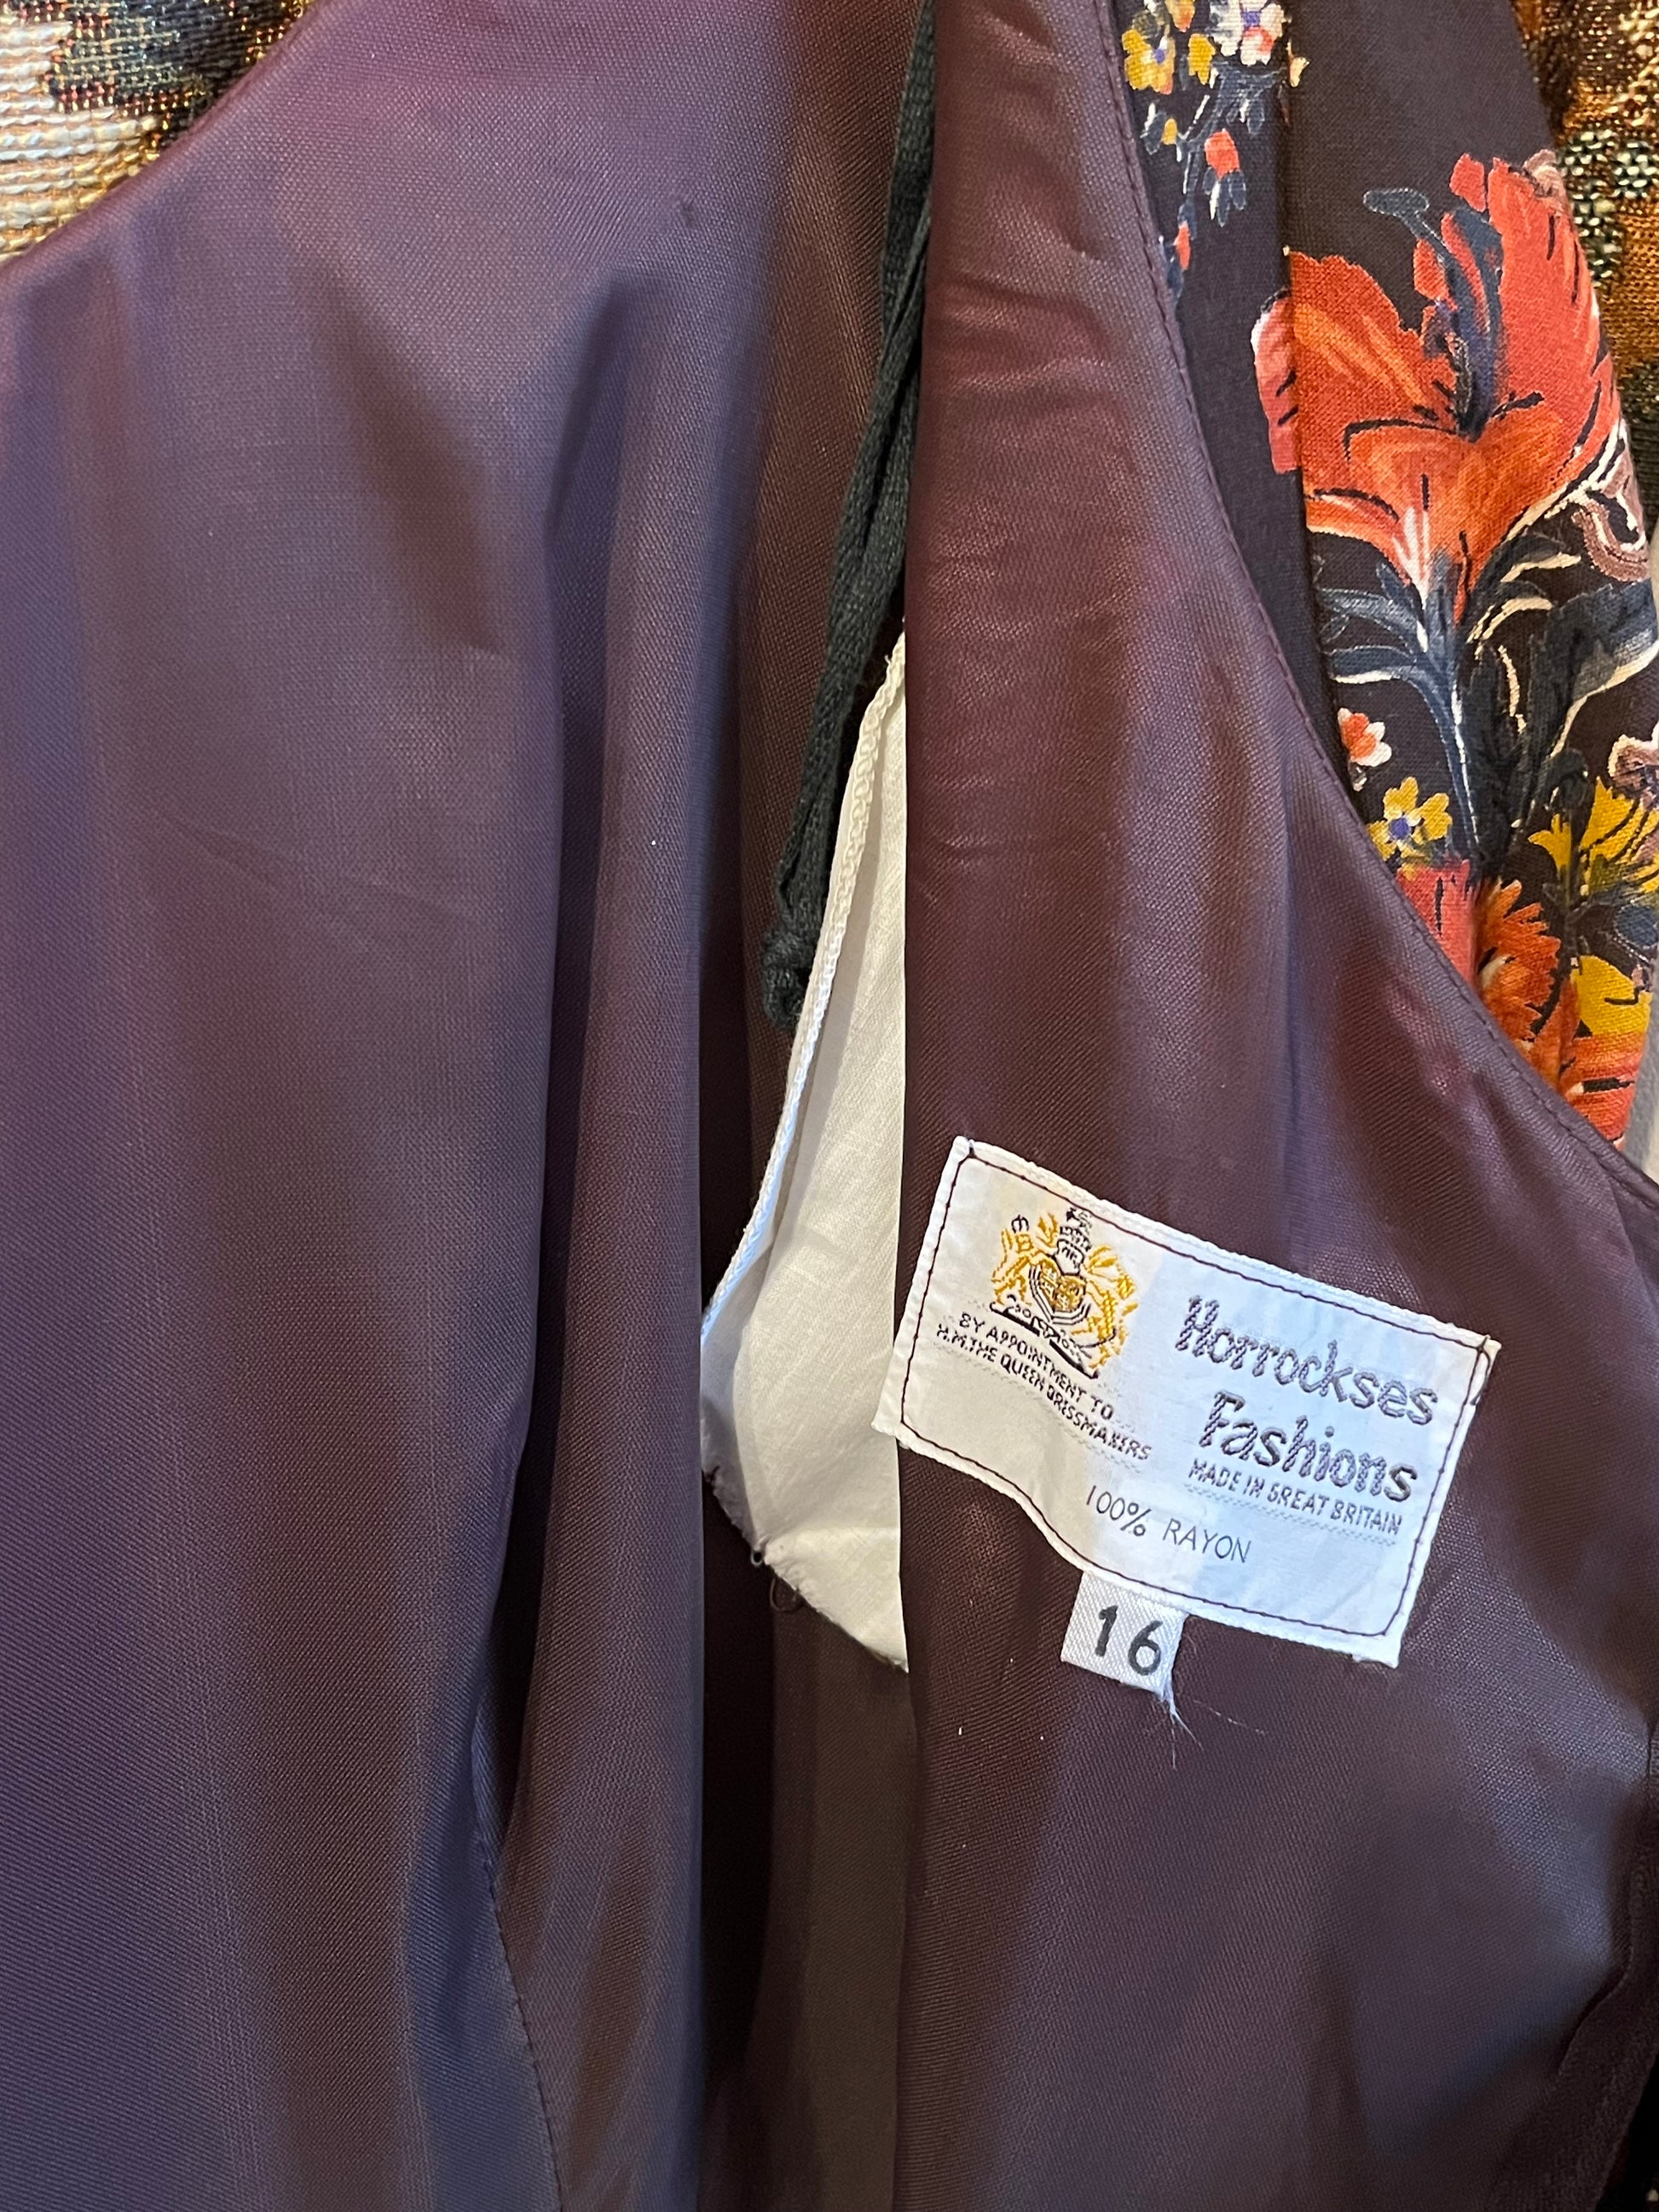 BY APPOINTMENT TO
H.M. THE QUEEN DRESSMAKERS
Horrockses
Fashions
MADE IN GREAT BRITAIN
100% RAYON
16